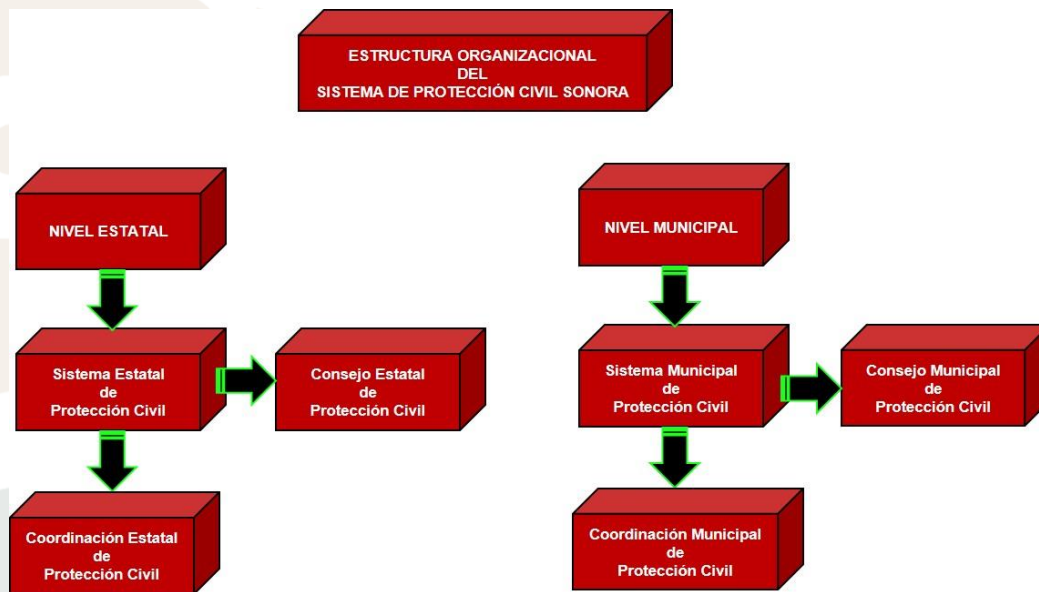 ESTRUCTURA ORGANIZACIONAL
DEL
SISTEMA DE PROTECCIÓN CIVIL SONORA
NIVEL ESTATAL
Sistema Estatal
de
Protección Civil
Consejo Estatal
de
Protección Civil
Coordinación Estatal
de
Protección Civil
NIVEL MUNICIPAL
Sistema Municipal
de
Protección Civil
Consejo Municipal
de
Protección Civil
Coordinación Municipal
de
Protección Civil